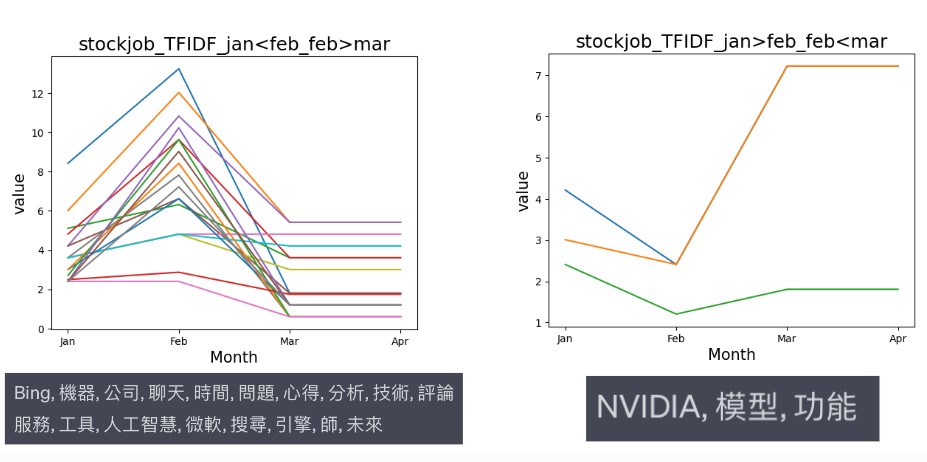 stockjob_TFIDF_jan<feb_feb>mar
value
12
10
8
6
4
2
0
Jan Feb Mar Apr
Month
Bing, 機器, 公司, 聊天, 時間, 問題, 心得, 分析, 技術, 評論
服務, 工具, 人工智慧, 微軟, 搜尋, 引擎, 師, 未來
stockjob_TFIDF_jan>feb_feb<mar
value
7
6
5
4
3
2
1
Jan Feb Mar Apr
Month
NVIDIA, 模型, 功能